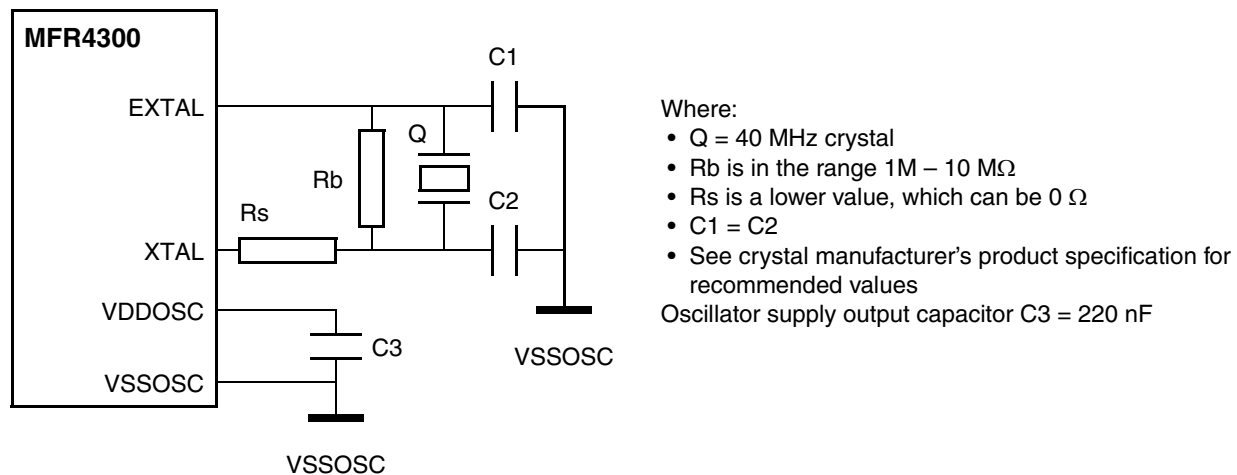 MFR4300
EXTAL
XTAL
VDDOSC
VSSOSC
Rs
Rb
Q
C1
C2
C3
VSSOSC
VSSOSC
Where:
• Q = 40 MHz crystal
• Rb is in the range 1M – 10 MΩ
• Rs is a lower value, which can be 0 Ω
• C1 = C2
• See crystal manufacturer’s product specification for
recommended values
Oscillator supply output capacitor C3 = 220 nF